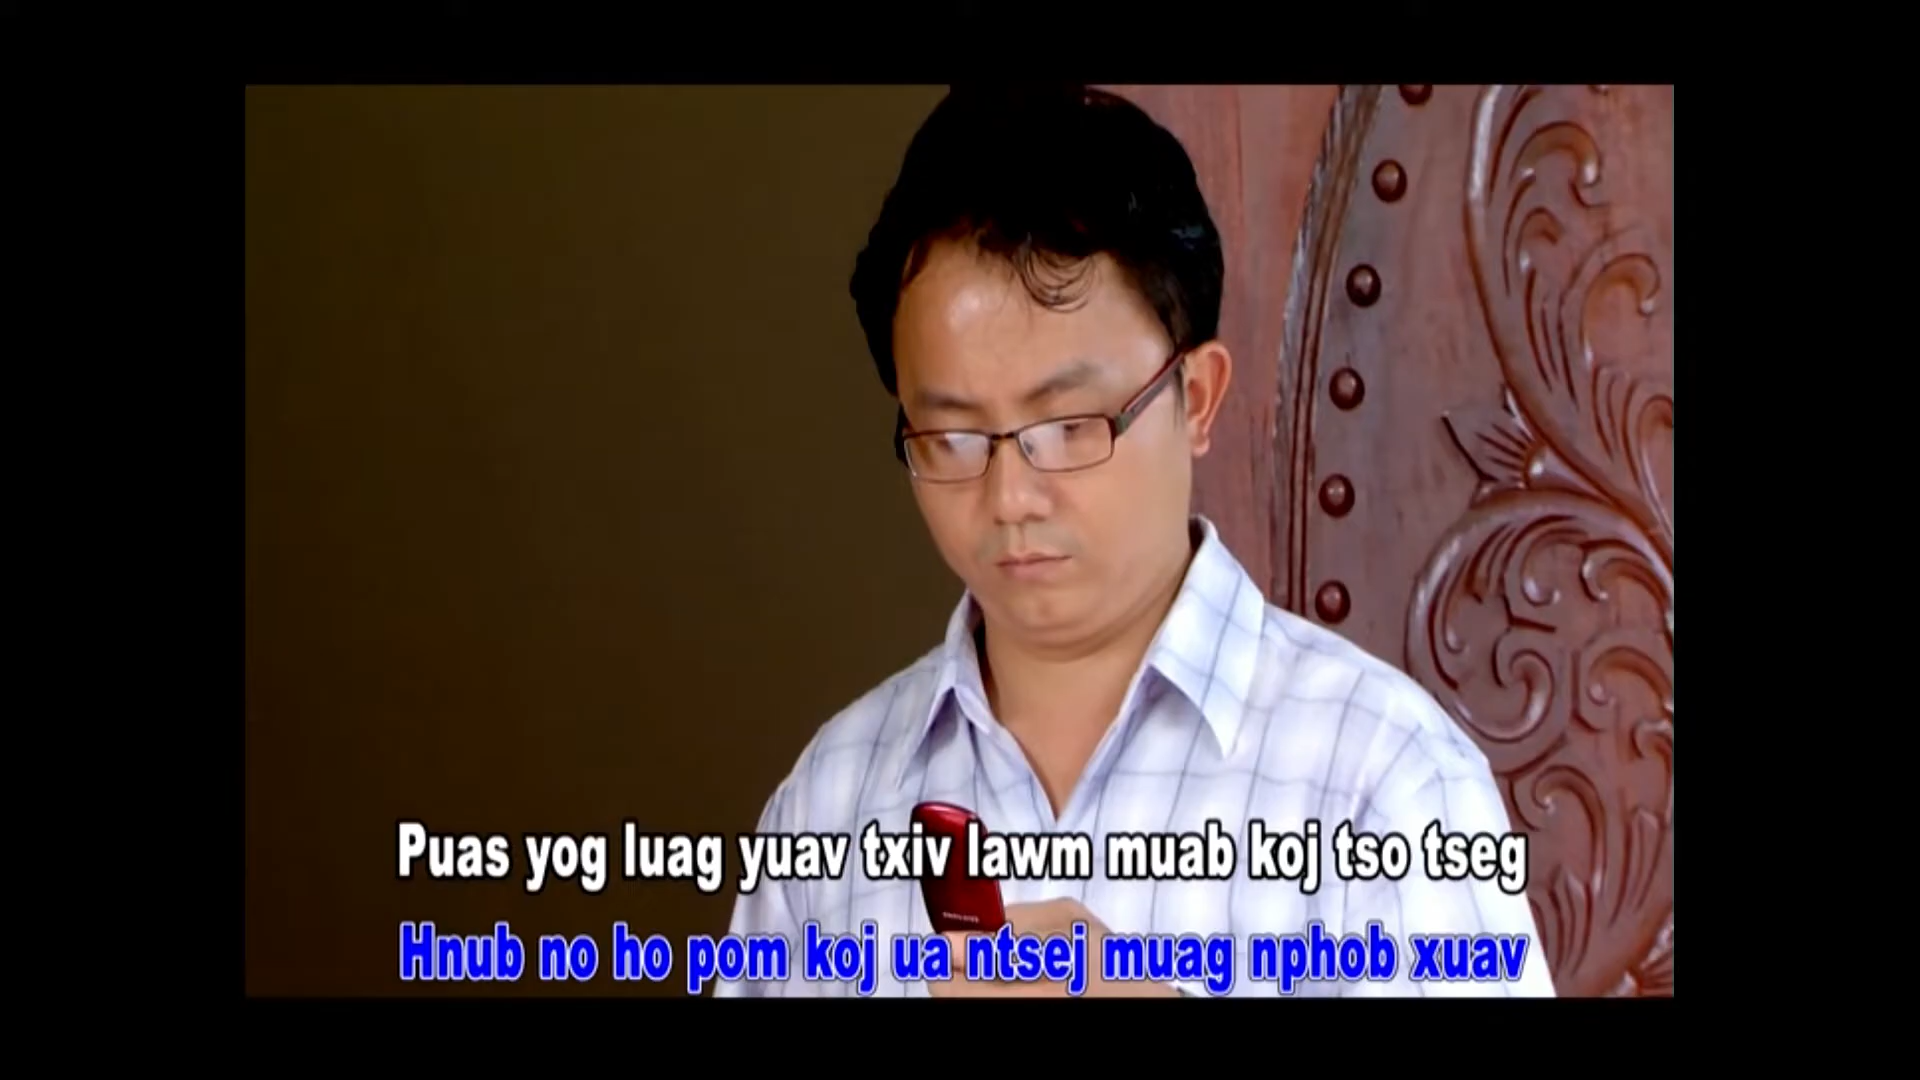 Puas yog luag yuav txiv lawm muab koj tso tseg
Hnub no ho pom koj ua ntsej muag nphob xuav